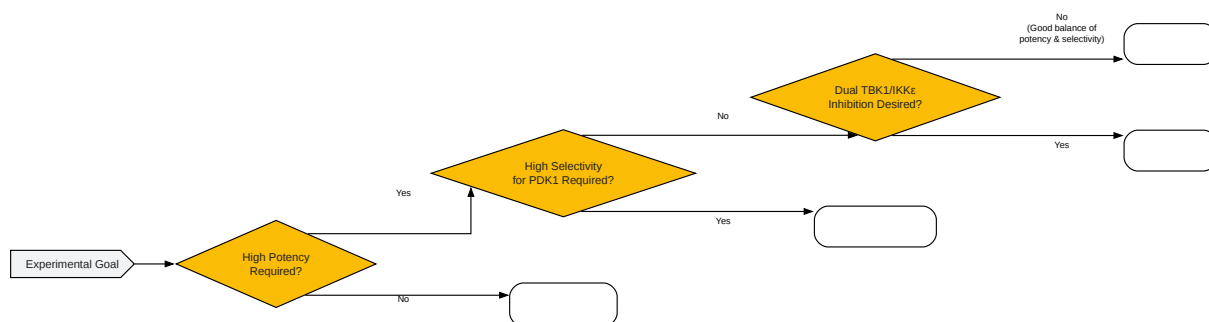 Experimental Goal
High Potency
Required?
Yes
No
High Selectivity
for PDK1 Required?
No
Yes
Dual TBK1/IKKε
Inhibition Desired?
No
(Good balance of
potency & selectivity)
Yes